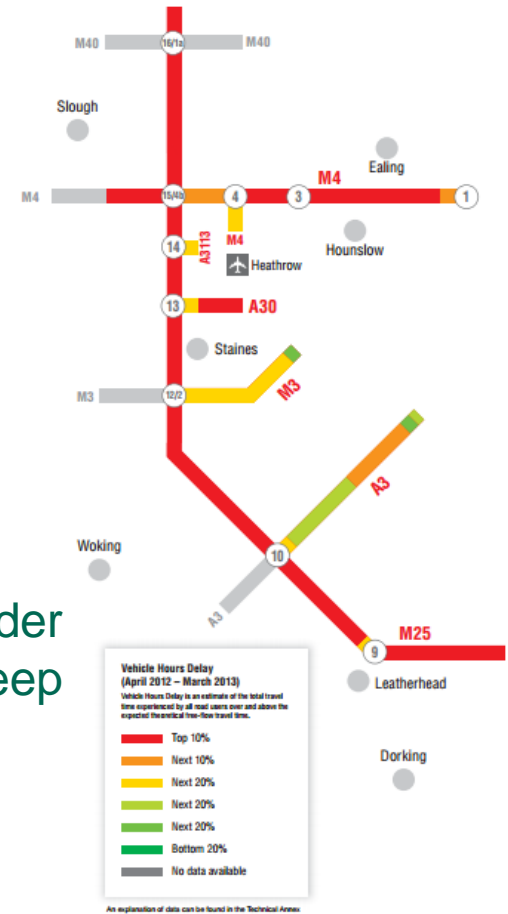 M40
16/1a
M40
Slough
Ealing
M4
M4
15/4b
4
3
1
Hounslow
14
A3113
M4
Heathrow
13
A30
Staines
M3
12/2
M3
A3
Woking
10
A3
M25
9
der
eep
Leatherhead
Dorking
Vehicle Hours Delay
(April 2012 – March 2013)
Vehicle Hours Delay is an estimate of the total travel
time experienced by all road users over and above the
expected theoretical free-flow travel time.
Top 10%
Next 10%
Next 20%
Next 20%
Next 20%
Bottom 20%
No data available
An explanation of data can be found in the Technical Annex